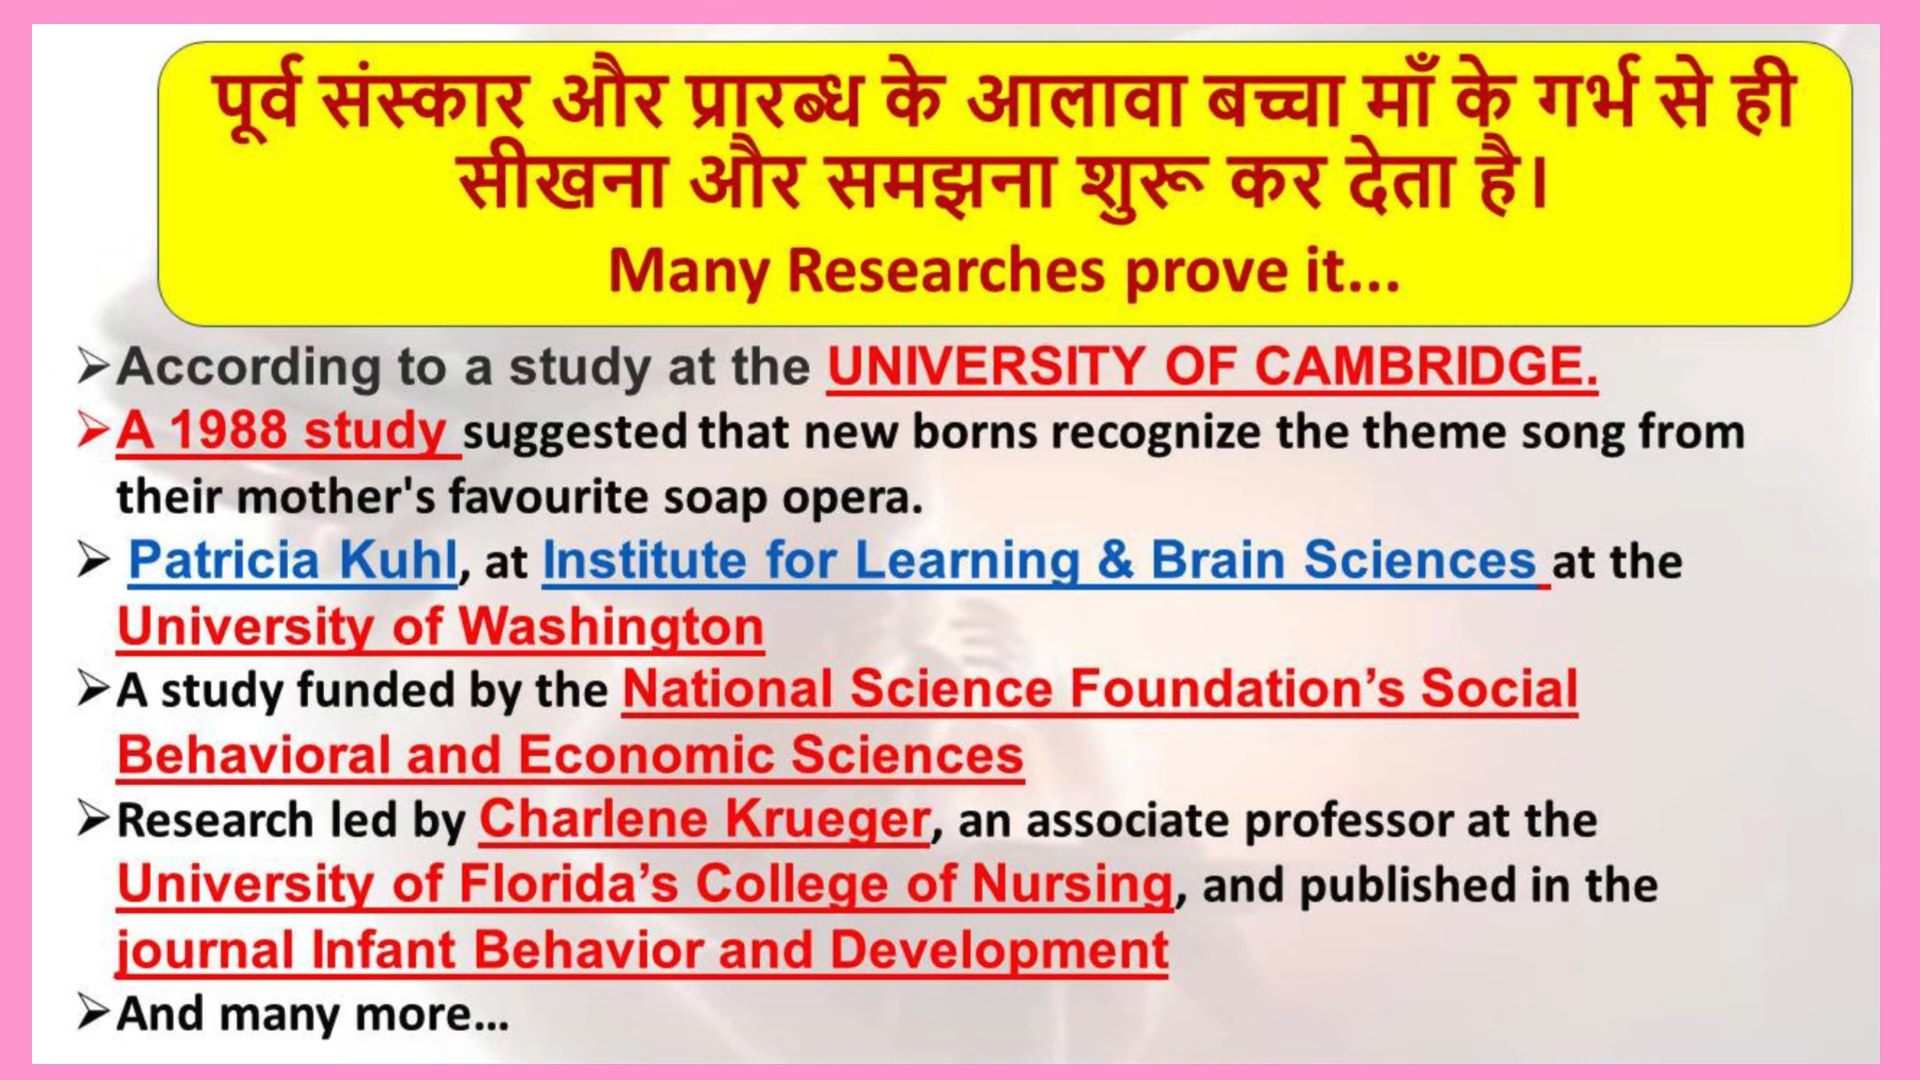 पूर्व संस्कार और प्रारब्ध के आलावा बच्चा माँ के गर्भ से ही
सीखना और समझना शुरू कर देता है।
Many Researches prove it...
➢According to a study at the UNIVERSITY OF CAMBRIDGE.
➢A 1988 study suggested that new borns recognize the theme song from
their mother's favourite soap opera.
➢ Patricia Kuhl, at Institute for Learning & Brain Sciences at the
University of Washington
➢A study funded by the National Science Foundation’s Social
Behavioral and Economic Sciences
➢Research led by Charlene Krueger, an associate professor at the
University of Florida’s College of Nursing, and published in the
journal Infant Behavior and Development
➢And many more...